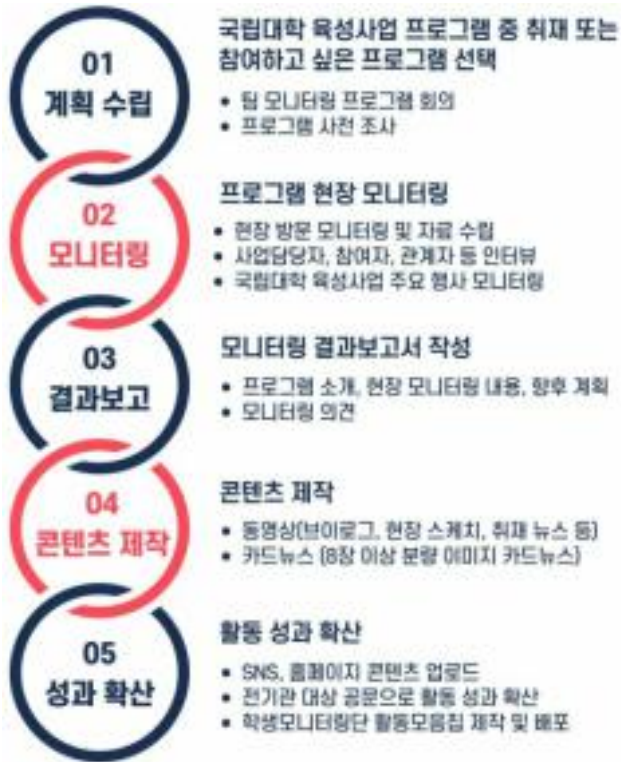 01
계획 수립
국립대학 육성사업 프로그램 중 취재 또는
참여하고 싶은 프로그램 선택
• 팀 모니터링 프로그램 회의
• 프로그램 사전 조사
02
모니터링
프로그램 현장 모니터링
• 현장 방문 모니터링 및 자료 수립
• 사업담당자, 참여자, 관계자 등 인터뷰
• 국립대학 육성사업 주요 행사 모니터링
03
결과보고
모니터링 결과보고서 작성
• 프로그램 소개, 현장 모니터링 내용, 향후 계획
• 모니터링 의견
04
콘텐츠 제작
콘텐츠 제작
• 동영상(브이로그, 현장 스케치, 취재 뉴스 등)
• 카드뉴스 (8장 이상 분량 이미지 카드뉴스)
05
성과 확산
활동 성과 확산
• SNS, 홈페이지 콘텐츠 업로드
• 전기관 대상 공문으로 활동 성과 확산
• 학생모니터링단 활동모음집 제작 및 배포